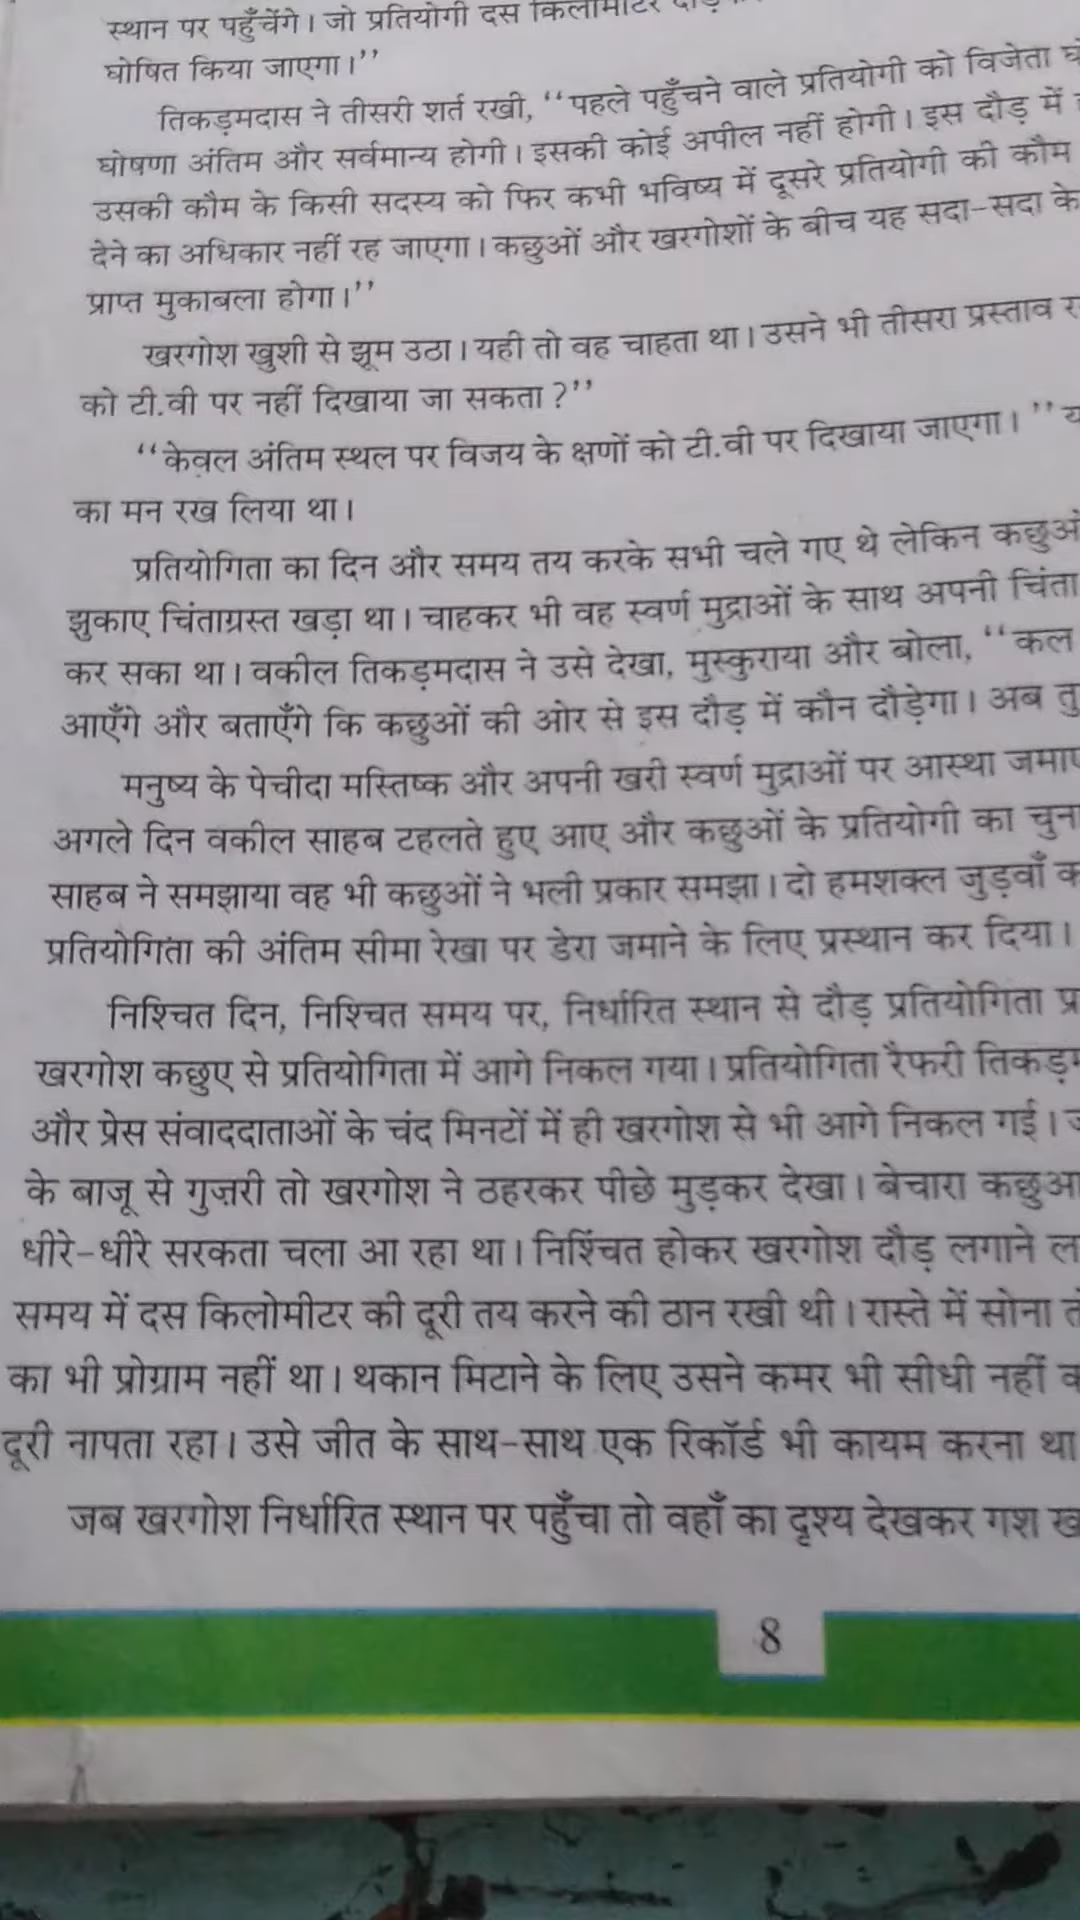 स्थान पर पहुँचेंगे। जो प्रतियोगी दस किलोमीटर
घोषित किया जाएगा।’’
तिकड़मदास ने तीसरी शर्त रखी, ‘‘पहले पहुँचने वाले प्रतियोगी को विजेता
घोषणा अंतिम और सर्वमान्य होगी। इसकी कोई अपील नहीं होगी। इस दौड़ में
उसकी कौम के किसी सदस्य को फिर कभी भविष्य में दूसरे प्रतियोगी की कौम
देने का अधिकार नहीं रह जाएगा। कछुओं और खरगोशों के बीच यह सदा-सदा के
प्राप्त मुकाबला होगा।’’
खरगोश खुशी से झूम उठा। यही तो वह चाहता था। उसने भी तीसरा प्रस्ताव
को टी.वी पर नहीं दिखाया जा सकता?’’
‘‘केवल अंतिम स्थल पर विजय के क्षणों को टी.वी पर दिखाया जाएगा। ’’
का मन रख लिया था।
प्रतियोगिता का दिन और समय तय करके सभी चले गए थे लेकिन
झुकाए चिंताग्रस्त खड़ा था। चाहकर भी वह स्वर्ण मुद्राओं के साथ अपनी चिंता
कर सका था। वकील तिकड़मदास ने उसे देखा, मुस्कुराया और बोला, ‘‘कल
आएँगे और बताएँगे कि कछुओं की ओर से इस दौड़ में कौन दौड़ेगा। अब
मनुष्य के पेचीदा मस्तिष्क और अपनी खरी स्वर्ण मुद्राओं पर आस्था
अगले दिन वकील साहब टहलते हुए आए और कछुओं के प्रतियोगी का
साहब ने समझाया वह भी कछुओं ने भली प्रकार समझा। दो हमशक्ल जुड़वाँ
प्रतियोगिता की अंतिम सीमा रेखा पर डेरा जमाने के लिए प्रस्थान कर दिया।
निश्चित दिन, निश्चित समय पर, निर्धारित स्थान से दौड़ प्रतियोगिता
खरगोश कछुए से प्रतियोगिता में आगे निकल गया। प्रतियोगिता रैफरी
और प्रेस संवाददाताओं के चंद मिनटों में ही खरगोश से भी आगे निकल गई।
के बाजू से गुज़री तो खरगोश ने ठहरकर पीछे मुड़कर देखा। बेचारा कछुआ
धीरे-धीरे सरकता चला आ रहा था। निश्चिंत होकर खरगोश दौड़ लगाने
समय में दस किलोमीटर की दूरी तय करने की ठान रखी थी। रास्ते में सोना
का भी प्रोग्राम नहीं था। थकान मिटाने के लिए उसने कमर भी सीधी नहीं
दूरी नापता रहा। उसे जीत के साथ-साथ एक रिकॉर्ड भी कायम करना था
जब खरगोश निर्धारित स्थान पर पहुँचा तो वहाँ का दृश्य देखकर गश
8